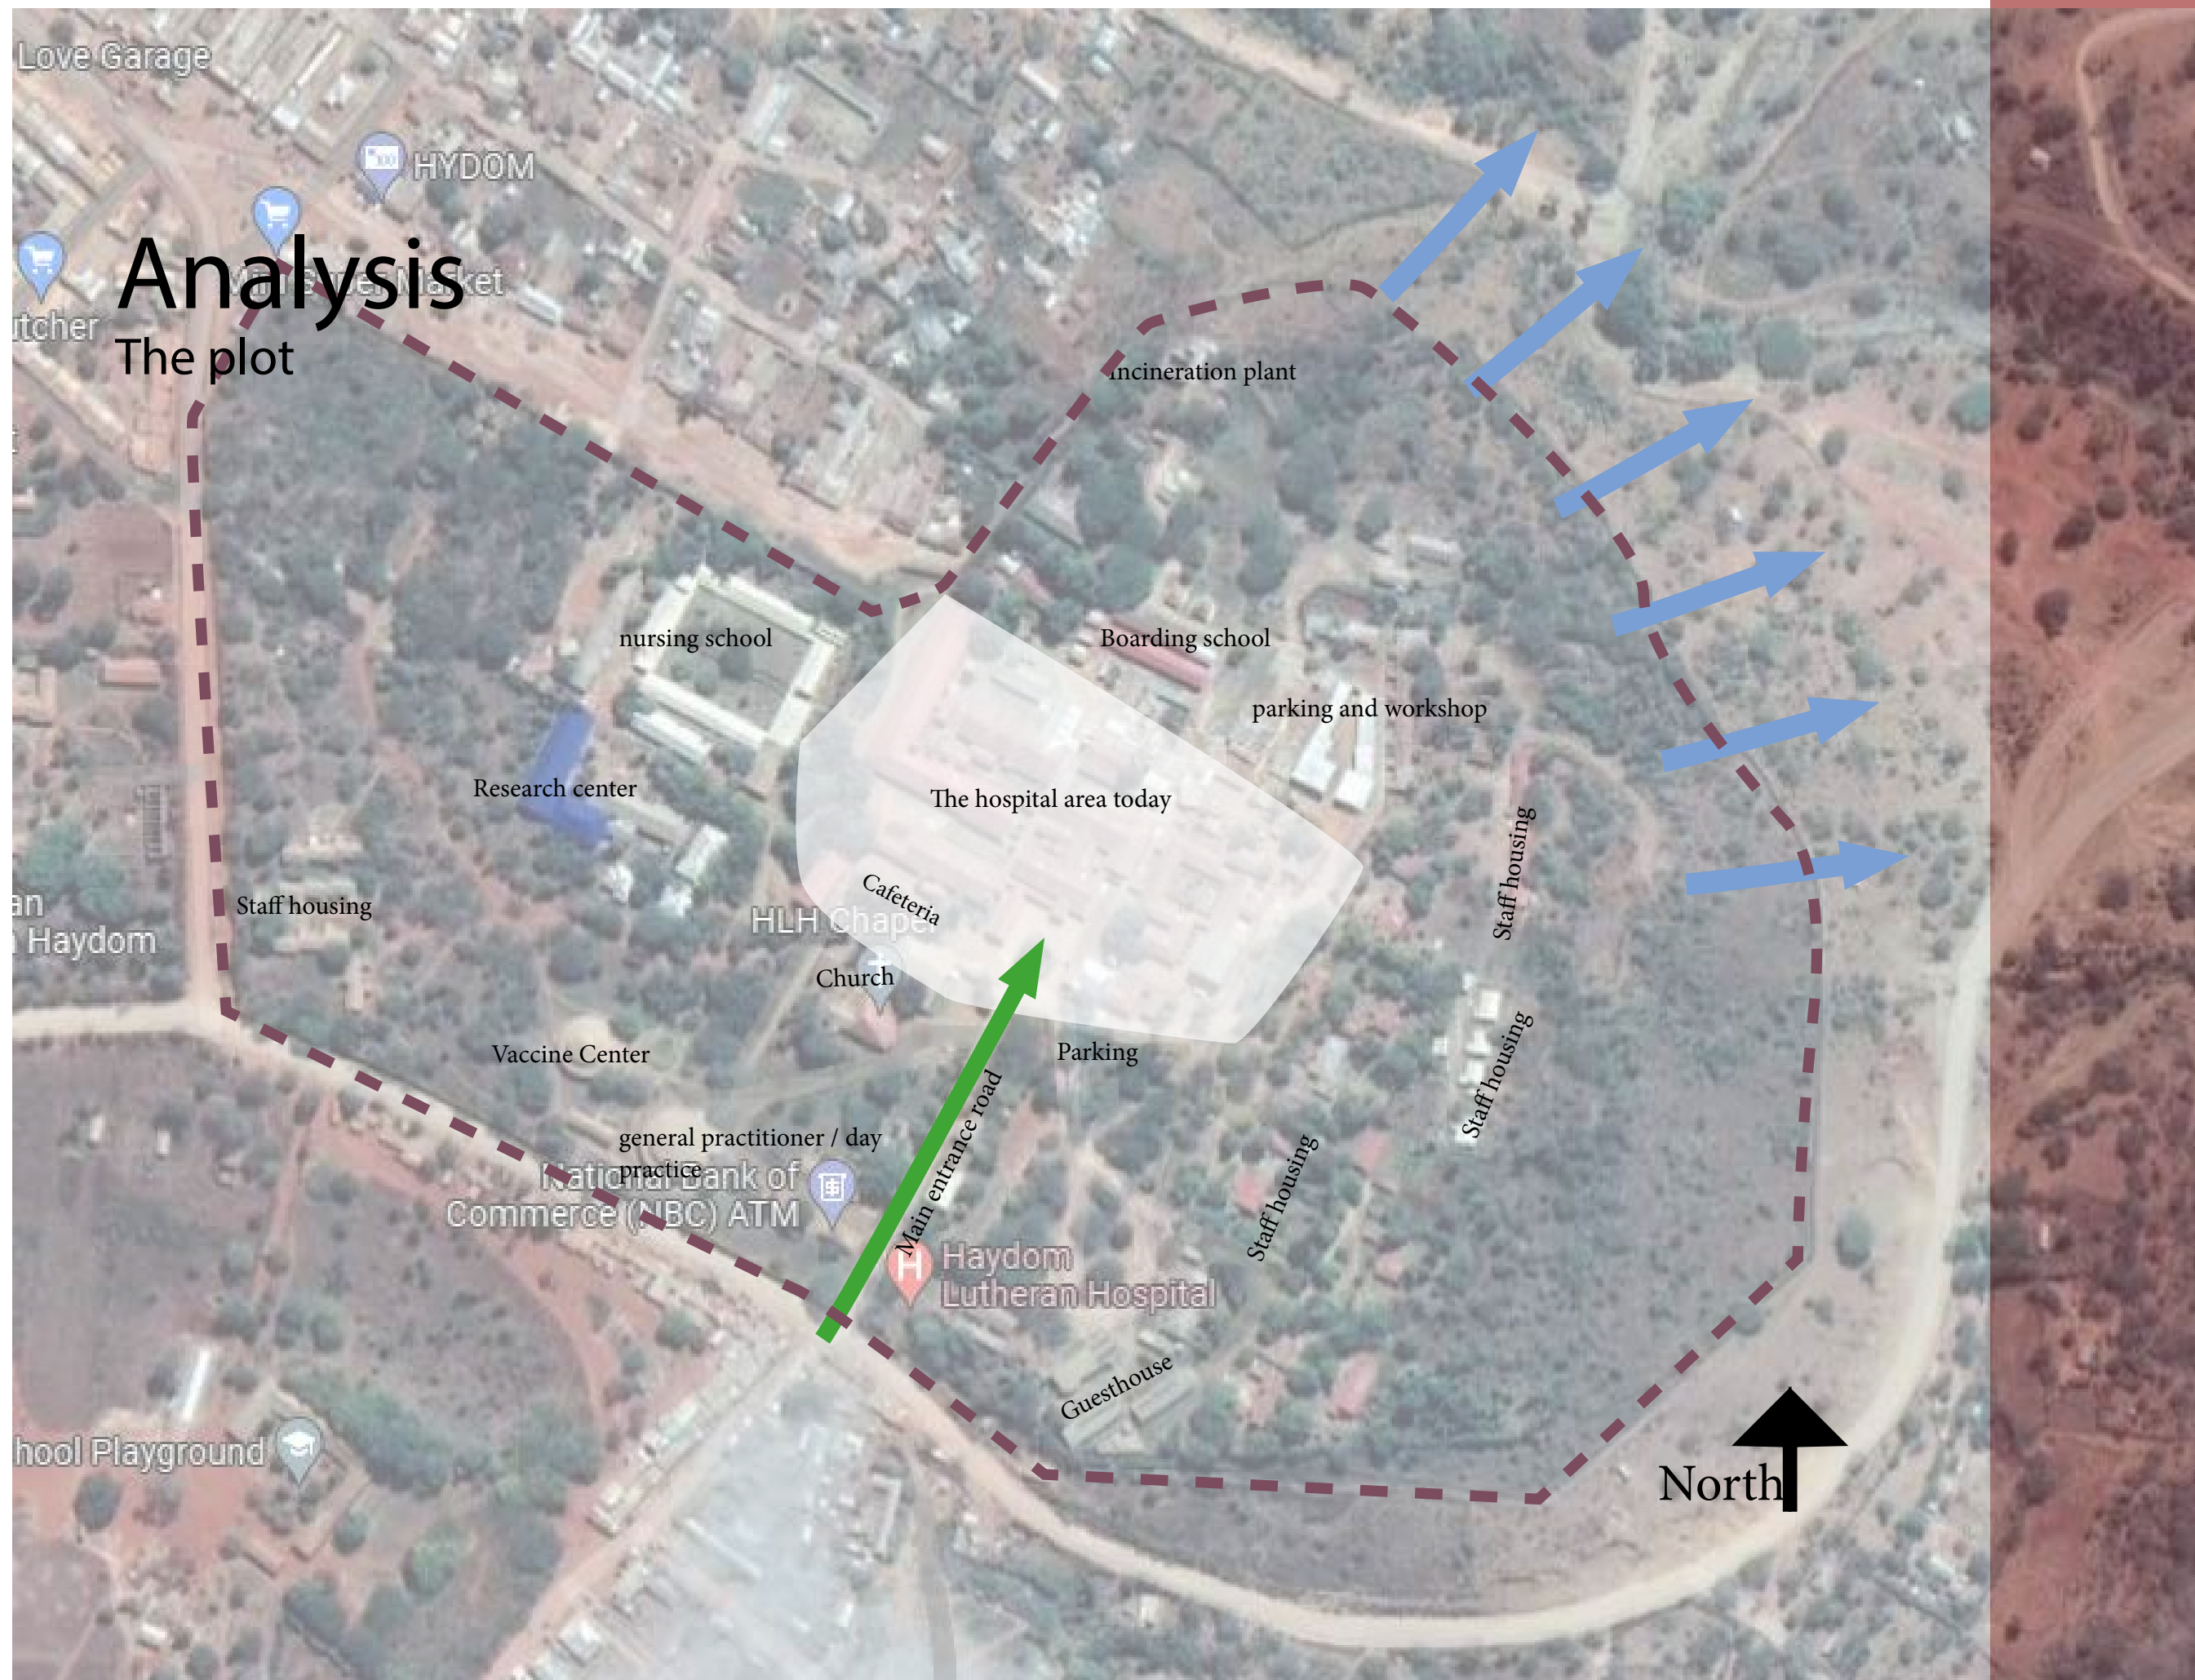 Love Garage
HYDOM
Analysis
Market
The plot
Incineration plant
nursing school
Boarding school
parking and workshop
Research center
The hospital area today
Staff housing
Cafeteria
Staff housing
Haydom
HLH Chapel
Church
Vaccine Center
Parking
Staff housing
general practitioner / day
practice
National Bank of
Commerce (NBC) ATM
Main entrance road
Staff housing
Haydom
Lutheran Hospital
Guesthouse
Playground
North